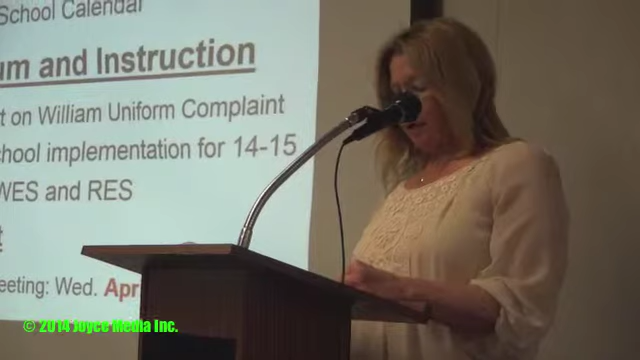 School Calendar
um and Instruction
t on William Uniform Complaint
chool implementation for 14-15
WES and RES
t
eeting: Wed. Apr
© 2014 Joyce Media Inc.